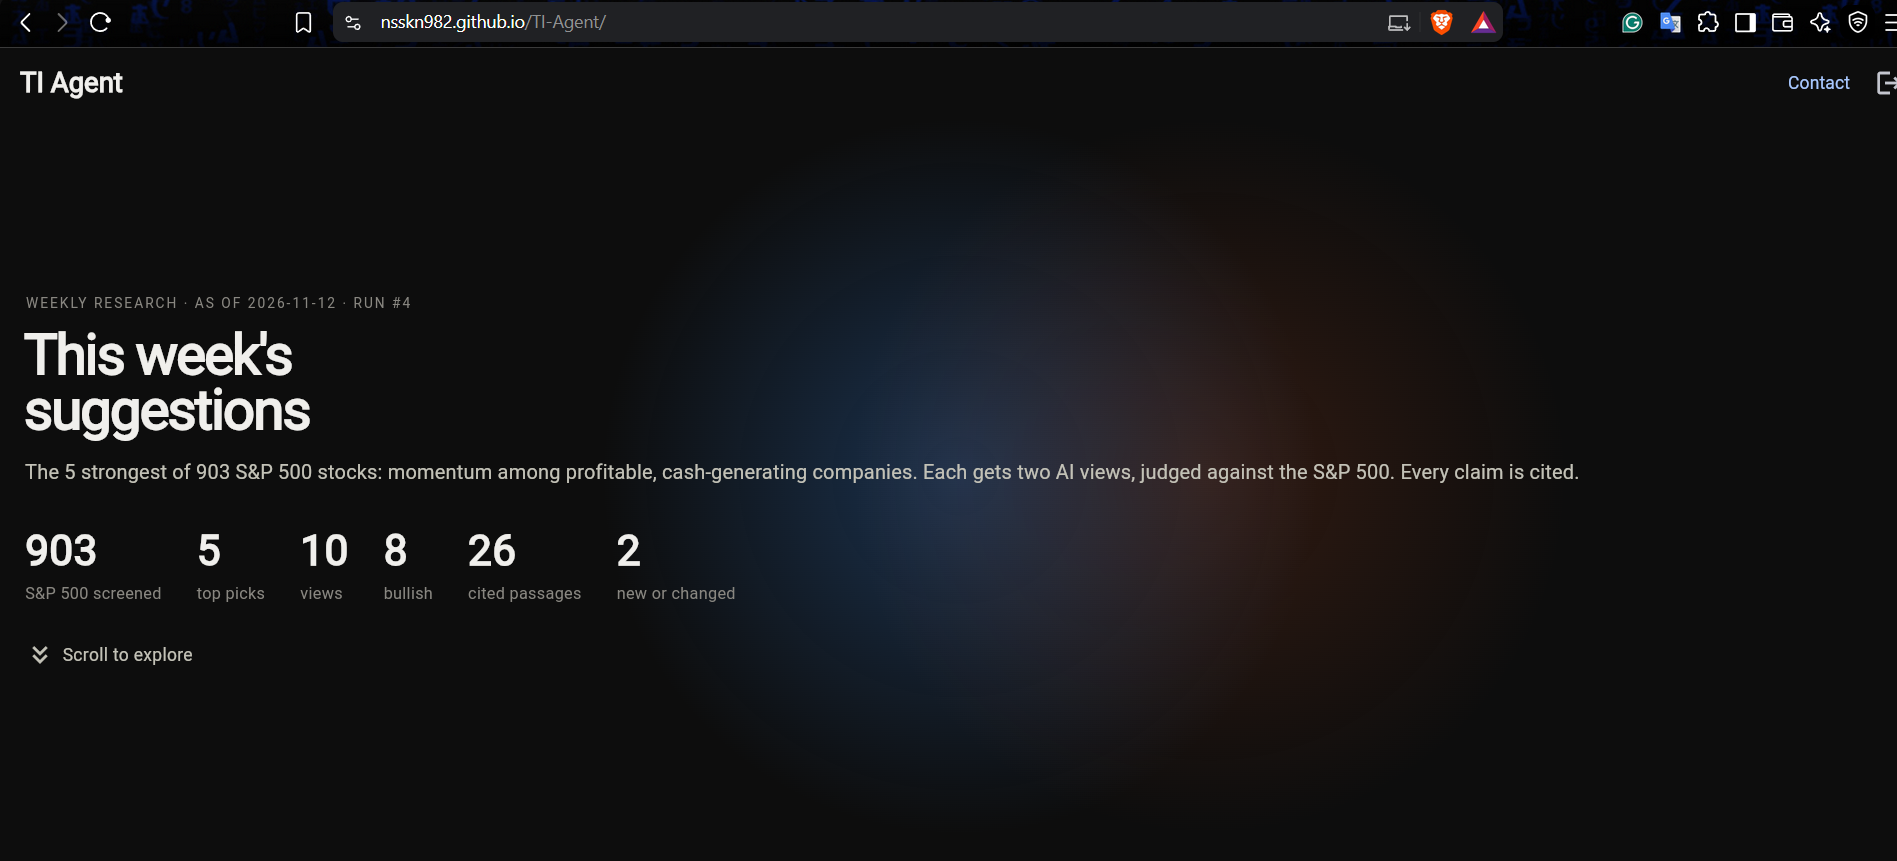 nsskn982.github.io/TI-Agent/
TI Agent
Contact
WEEKLY RESEARCH · AS OF 2026-11-12 · RUN #4
This week's
suggestions
The 5 strongest of 903 S&P 500 stocks: momentum among profitable, cash-generating companies. Each gets two AI views, judged against the S&P 500. Every claim is cited.
903 5 10 8 26 2
S&P 500 screened top picks views bullish cited passages new or changed
Scroll to explore